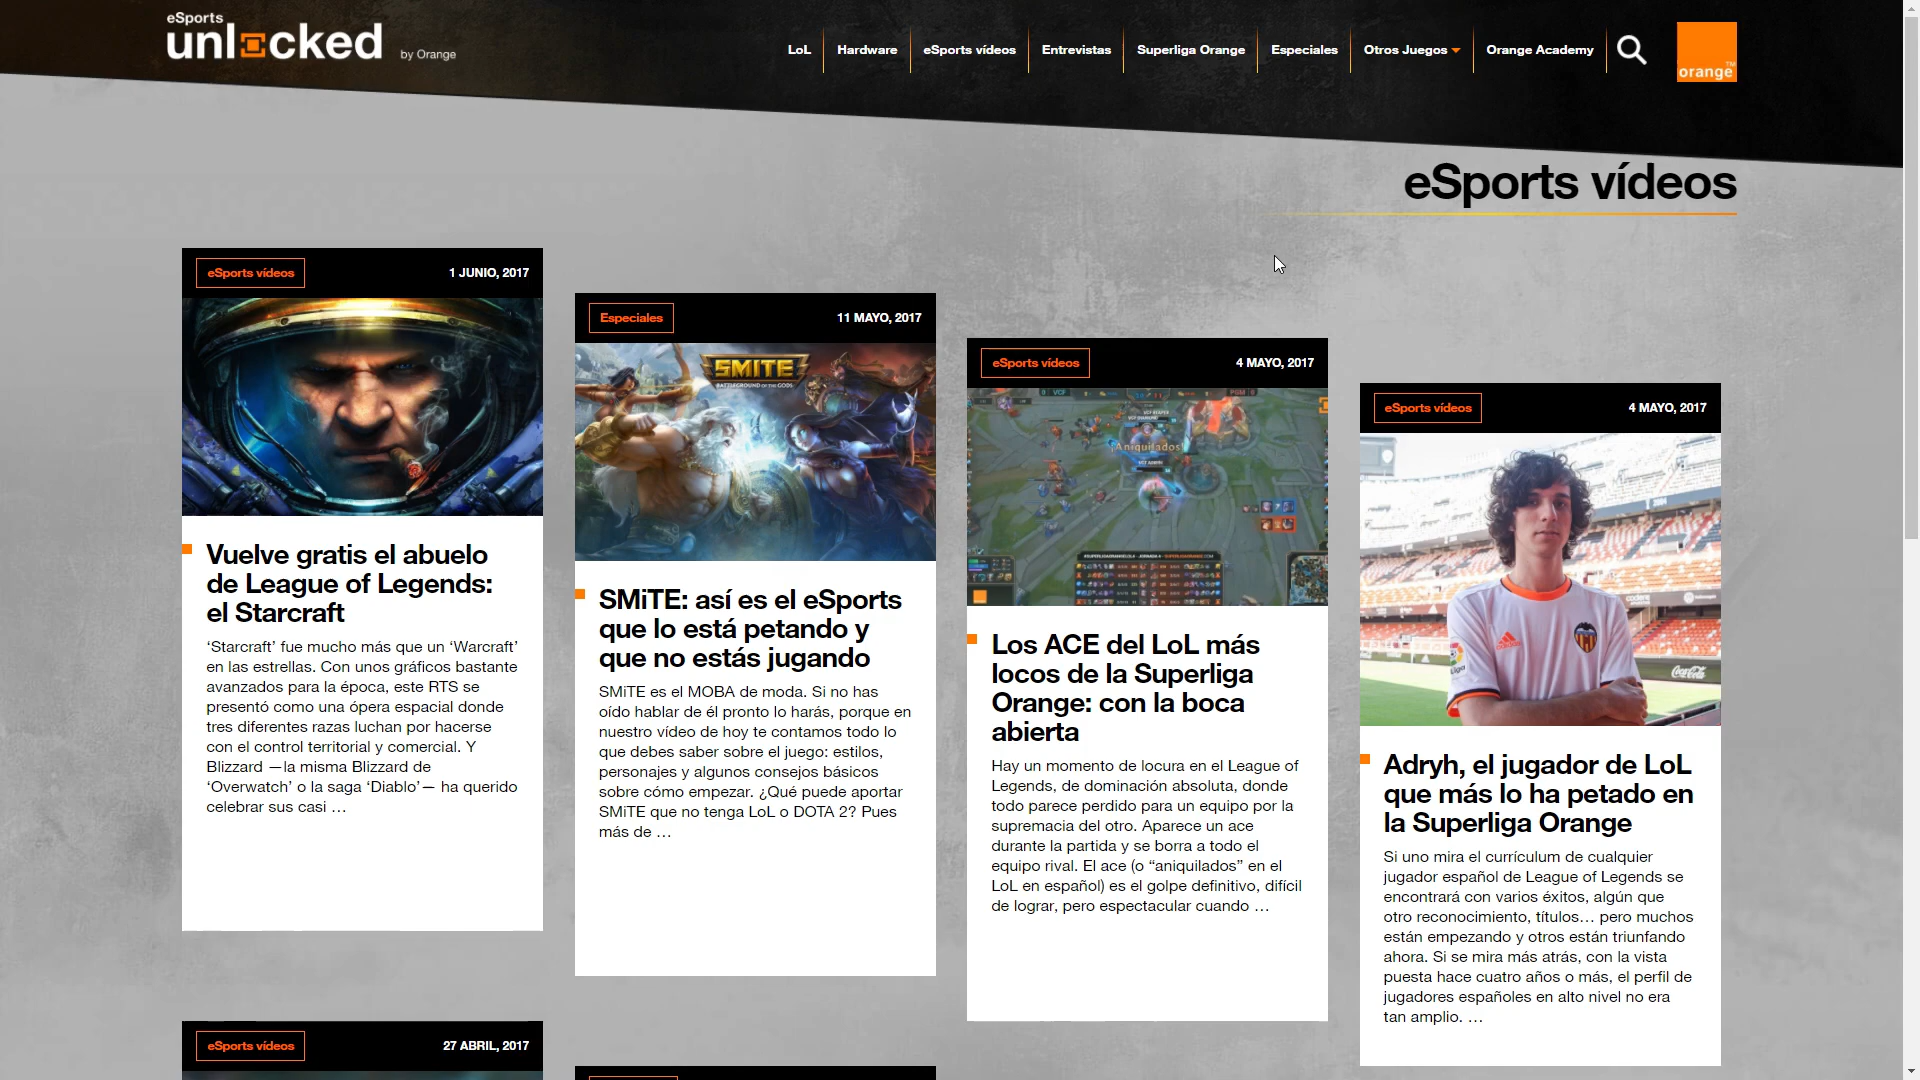 eSports
unlocked
by Orange
LoL
Hardware
eSports vídeos
Entrevistas
Superliga Orange
Especiales
Otros Juegos
Orange Academy
orange™
eSports vídeos
eSports vídeos
1 JUNIO, 2017
Vuelve gratis el abuelo
de League of Legends:
el Starcraft
‘Starcraft’ fue mucho más que un ‘Warcraft’
en las estrellas. Con unos gráficos bastante
avanzados para la época, este RTS se
presentó como una ópera espacial donde
tres diferentes razas luchan por hacerse
con el control territorial y comercial. Y
Blizzard —la misma Blizzard de
‘Overwatch’ o la saga ‘Diablo’— ha querido
celebrar sus casi …
Especiales
11 MAYO, 2017
SMITE
BATTLEGROUND OF THE GODS
SMiTE: así es el eSports
que lo está petando y
que no estás jugando
SMiTE es el MOBA de moda. Si no has
oído hablar de él pronto lo harás, porque en
nuestro vídeo de hoy te contamos todo lo
que debes saber sobre el juego: estilos,
personajes y algunos consejos básicos
sobre cómo empezar. ¿Qué puede aportar
SMiTE que no tenga LoL o DOTA 2? Pues
más de …
eSports vídeos
4 MAYO, 2017
¡Aniquilados!
Los ACE del LoL más
locos de la Superliga
Orange: con la boca
abierta
Hay un momento de locura en el League of
Legends, de dominación absoluta, donde
todo parece perdido para un equipo por la
supremacia del otro. Aparece un ace
durante la partida y se borra a todo el
equipo rival. El ace (o “aniquilados” en el
LoL en español) es el golpe definitivo, difícil
de lograr, pero espectacular cuando …
eSports vídeos
4 MAYO, 2017
Coca-Cola
Adryh, el jugador de LoL
que más lo ha petado en
la Superliga Orange
Si uno mira el currículum de cualquier
jugador español de League of Legends se
encontrará con varios éxitos, algún que
otro reconocimiento, títulos… pero muchos
están empezando y otros están triunfando
ahora. Si se mira más atrás, con la vista
puesta hace cuatro años o más, el perfil de
jugadores españoles en alto nivel no era
tan amplio. …
eSports vídeos
27 ABRIL, 2017